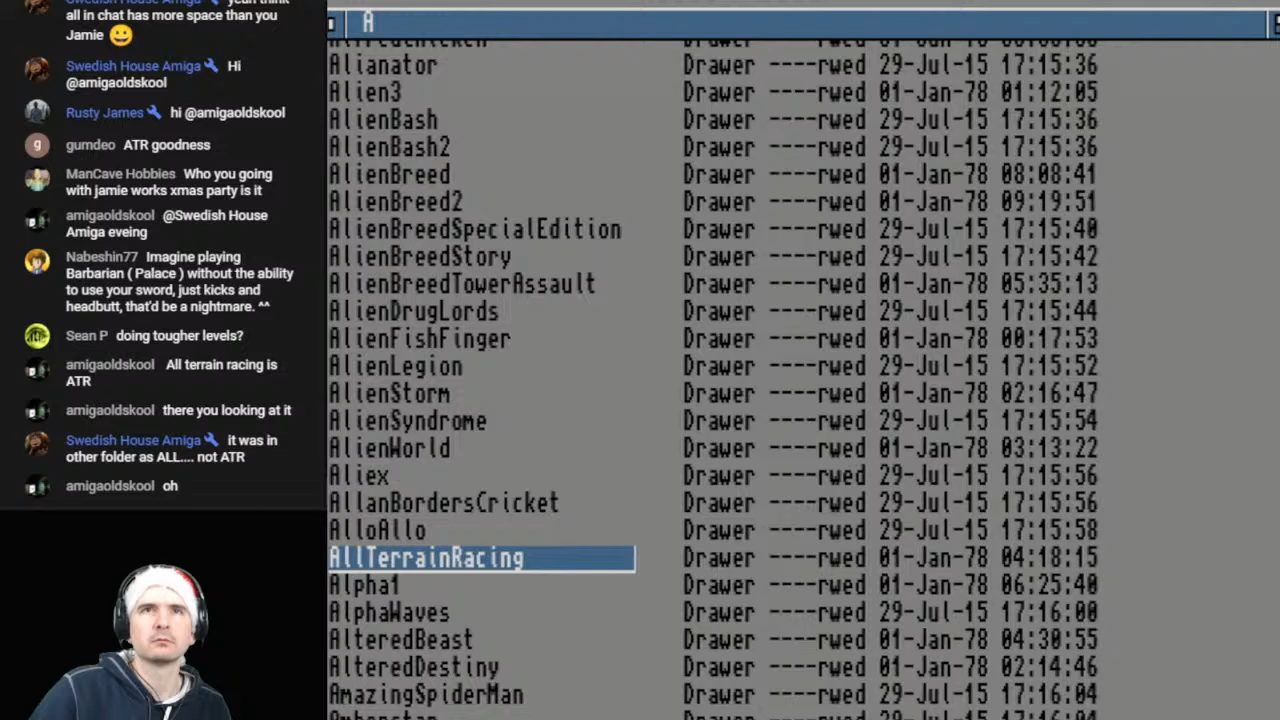 Swedish House Amiga yeah think
all in chat has more space than you
Jamie
Swedish House Amiga Hi
@amigaoldskool
Rusty James hi @amigaoldskool
g gumdeo ATR goodness
ManCave Hobbies Who you going
with jamie works xmas party is it
amigaoldskool @Swedish House
Amiga eveing
Nabeshin77 Imagine playing
Barbarian ( Palace ) without the ability
to use your sword, just kicks and
headbutt, that'd be a nightmare. ^^
Sean P doing tougher levels?
amigaoldskool All terrain racing is
ATR
amigaoldskool there you looking at it
Swedish House Amiga it was in
other folder as ALL.... not ATR
amigaoldskool oh
A
Alianator Drawer ----rwed 29-Jul-15 17:15:36
Alien3 Drawer ----rwed 01-Jan-78 01:12:05
AlienBash Drawer ----rwed 29-Jul-15 17:15:36
AlienBash2 Drawer ----rwed 29-Jul-15 17:15:36
AlienBreed Drawer ----rwed 01-Jan-78 08:08:41
AlienBreed2 Drawer ----rwed 01-Jan-78 09:19:51
AlienBreedSpecialEdition Drawer ----rwed 29-Jul-15 17:15:40
AlienBreedStory Drawer ----rwed 29-Jul-15 17:15:42
AlienBreedTowerAssault Drawer ----rwed 01-Jan-78 05:35:13
AlienDrugLords Drawer ----rwed 29-Jul-15 17:15:44
AlienFishFinger Drawer ----rwed 01-Jan-78 00:17:53
AlienLegion Drawer ----rwed 29-Jul-15 17:15:52
AlienStorm Drawer ----rwed 01-Jan-78 02:16:47
AlienSyndrome Drawer ----rwed 29-Jul-15 17:15:54
AlienWorld Drawer ----rwed 01-Jan-78 03:13:22
Aliex Drawer ----rwed 29-Jul-15 17:15:56
AllanBordersCricket Drawer ----rwed 29-Jul-15 17:15:56
AlloAllo Drawer ----rwed 29-Jul-15 17:15:58
AllTerrainRacing Drawer ----rwed 01-Jan-78 04:18:15
Alpha1 Drawer ----rwed 01-Jan-78 06:25:40
AlphaWaves Drawer ----rwed 29-Jul-15 17:16:00
AlteredBeast Drawer ----rwed 01-Jan-78 04:30:55
AlteredDestiny Drawer ----rwed 01-Jan-78 02:14:46
AmazingSpiderMan Drawer ----rwed 29-Jul-15 17:16:04